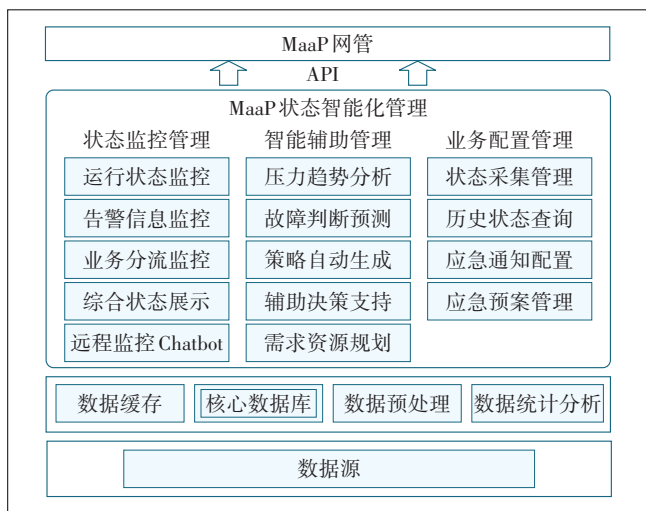 MaaP网管
API
MaaP状态智能化管理
状态监控管理 智能辅助管理 业务配置管理
运行状态监控 压力趋势分析 状态采集管理
告警信息监控 故障判断预测 历史状态查询
业务分流监控 策略自动生成 应急通知配置
综合状态展示 辅助决策支持 应急预案管理
远程监控Chatbot 需求资源规划
数据缓存 核心数据库 数据预处理 数据统计分析
数据源